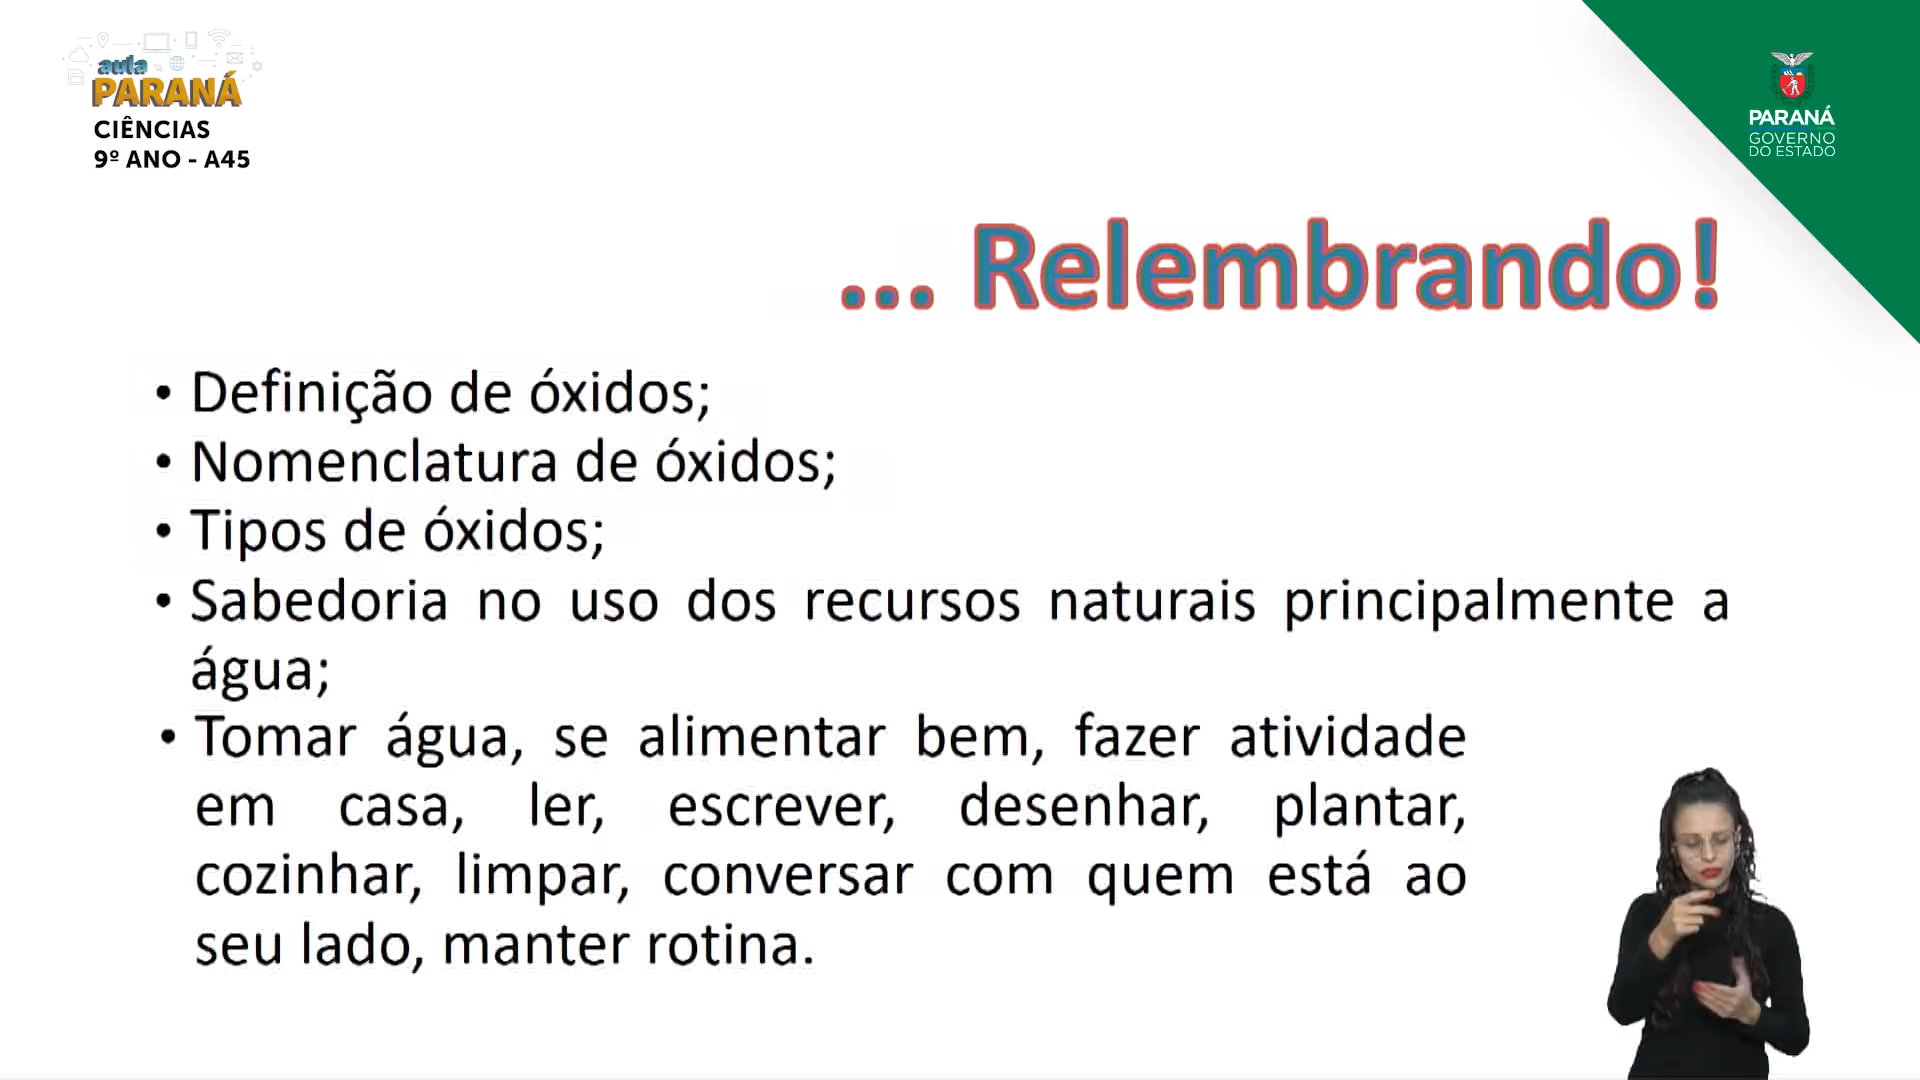 aula
PARANÁ
CIÊNCIAS
9º ANO - A45
PARANÁ
GOVERNO
DO ESTADO
... Relembrando!
• Definição de óxidos;
• Nomenclatura de óxidos;
• Tipos de óxidos;
• Sabedoria no uso dos recursos naturais principalmente a
água;
• Tomar água, se alimentar bem, fazer atividade
em casa, ler, escrever, desenhar, plantar,
cozinhar, limpar, conversar com quem está ao
seu lado, manter rotina.